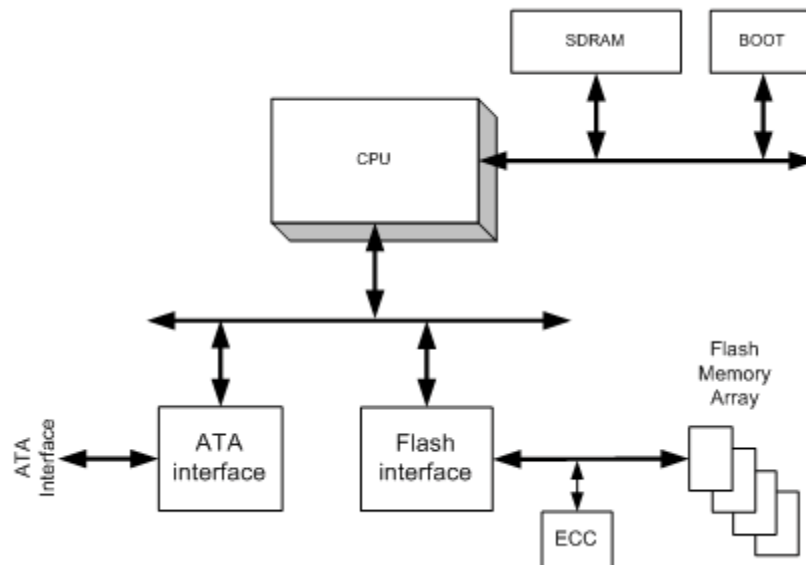 SDRAM
BOOT
CPU
Flash
Memory
Array
ATA
Interface
ATA
interface
Flash
interface
ECC